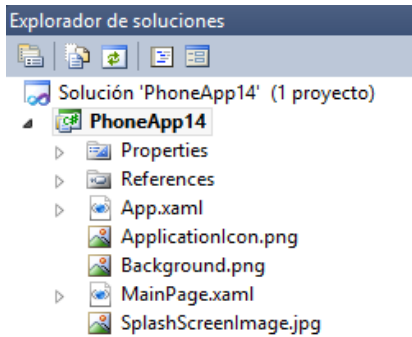 Explorador de soluciones
Solución 'PhoneApp14' (1 proyecto)
PhoneApp14
Properties
References
App.xaml
ApplicationIcon.png
Background.png
MainPage.xaml
SplashScreenImage.jpg